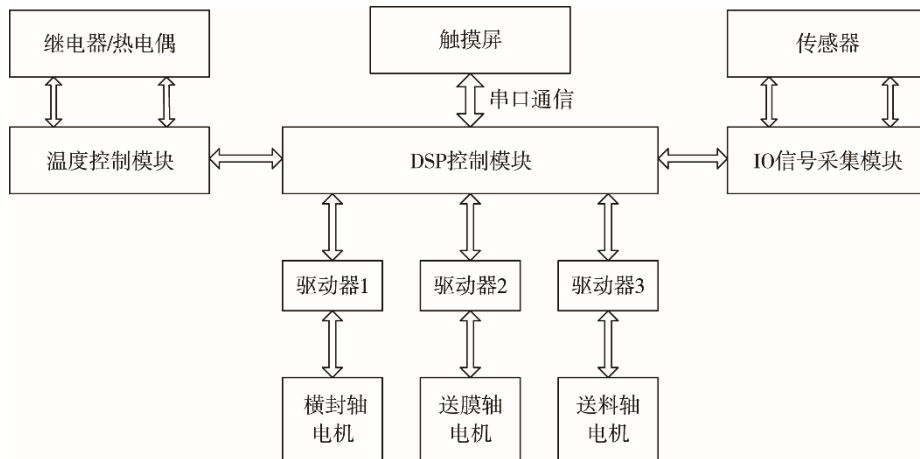 继电器/热电偶
触摸屏
传感器
串口通信
温度控制模块
DSP控制模块
IO信号采集模块
驱动器1
驱动器2
驱动器3
横封轴
电机
送膜轴
电机
送料轴
电机